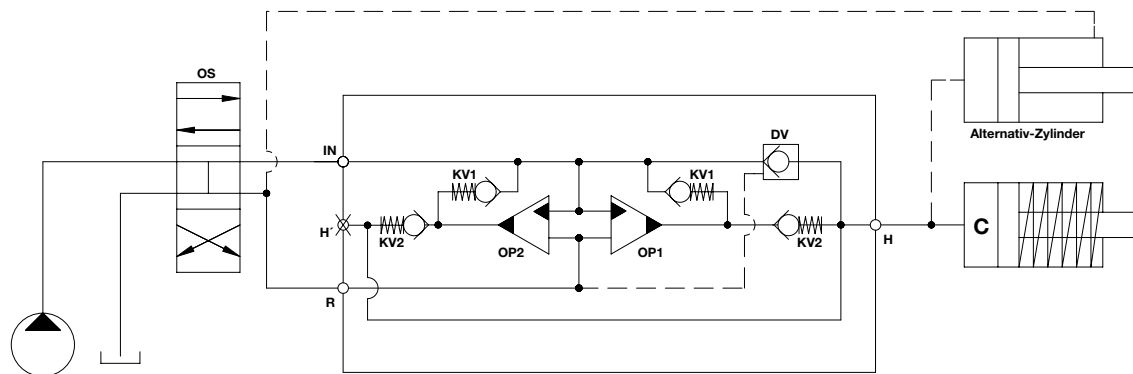 OS
Alternativ-Zylinder
IN
DV
KV1
KV1
H´
KV2
OP2
OP1
KV2
H
C
R